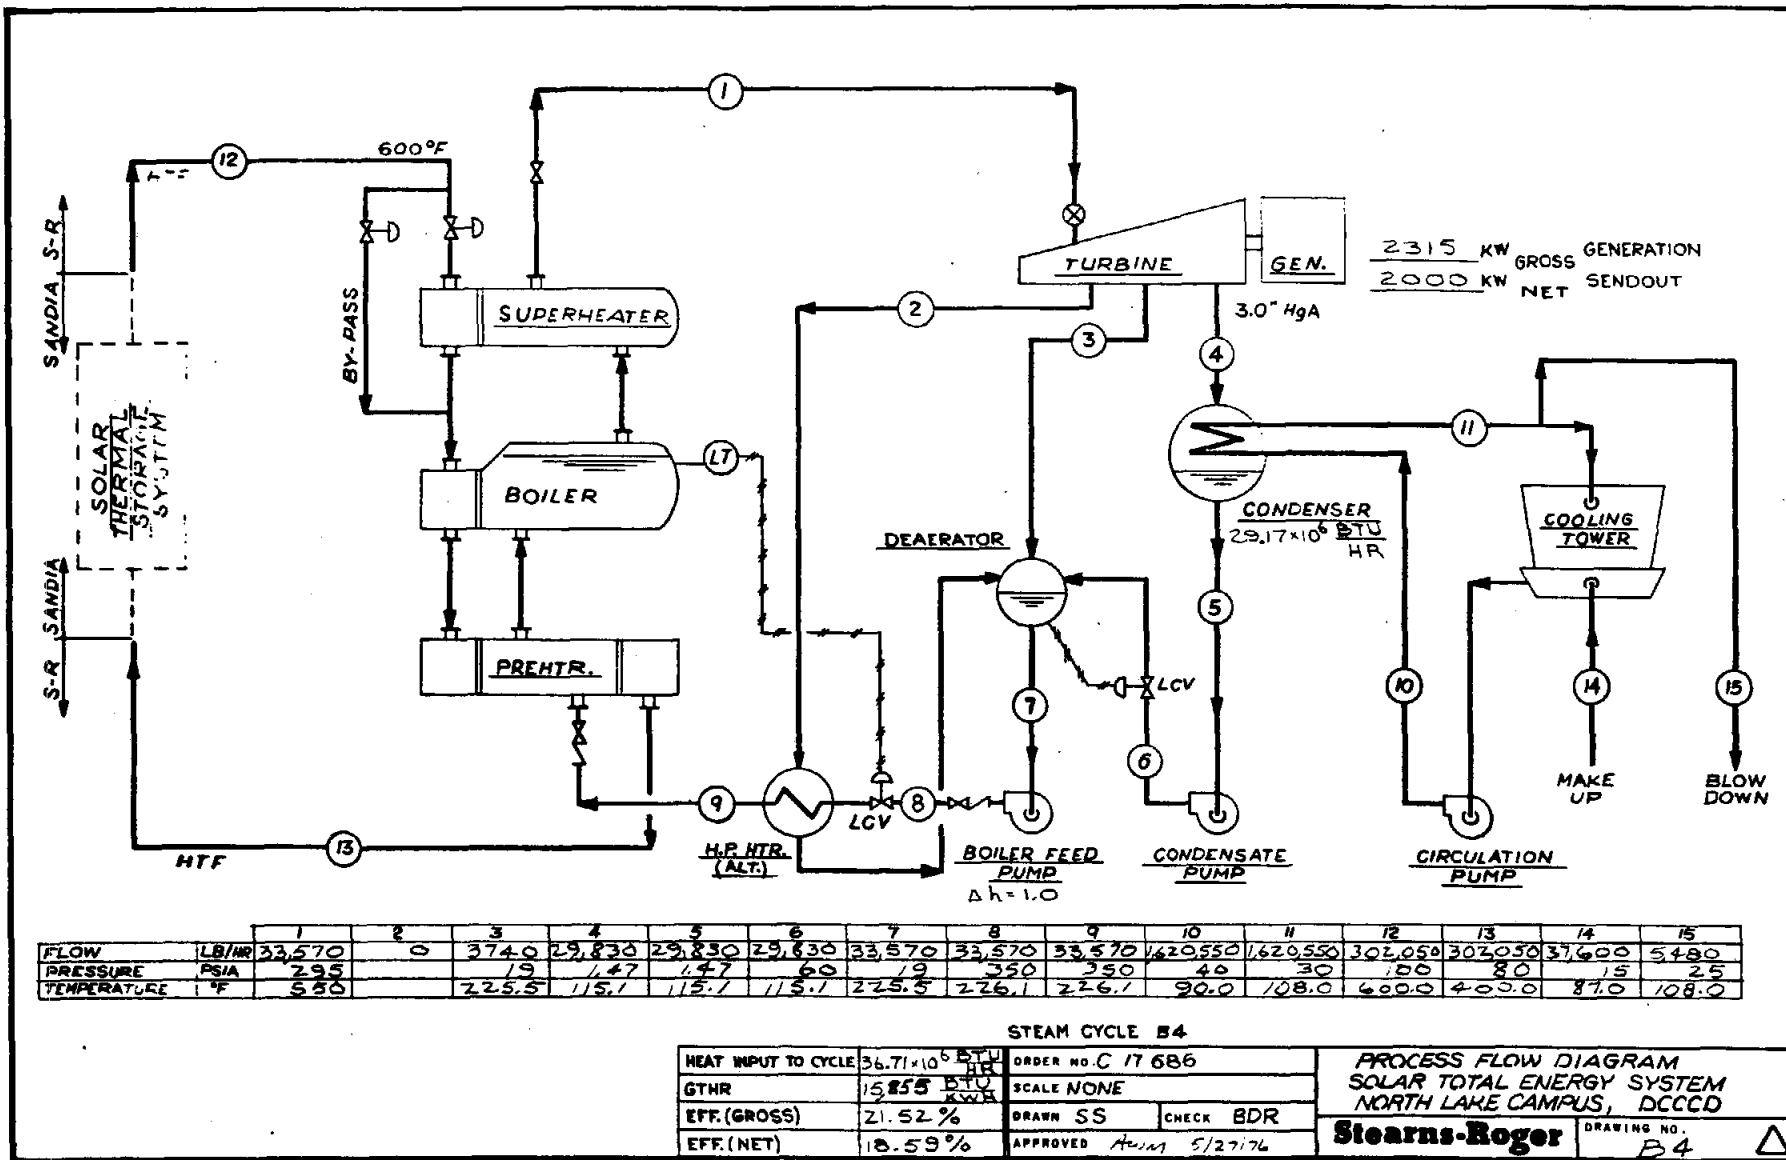 1
12
600°F
SANDIA S-R
BY-PASS
SUPERHEATER
TURBINE
GEN.
2315 KW GROSS GENERATION
2000 KW NET SENDOUT
3.0" HgA
2
3
4
SOLAR
THERMAL
STORAGE
SYSTEM
LT
BOILER
11
CONDENSER
29.17×10⁶ BTU/HR
COOLING
TOWER
DEAERATOR
5
S-R SANDIA
PREHTR.
LCV
7
10
14
15
6
MAKE
UP
BLOW
DOWN
9
LCV
8
13
HTF
H.P. HTR.
(ALT.)
BOILER FEED
PUMP
Δh=1.0
CONDENSATE
PUMP
CIRCULATION
PUMP
1 2 3 4 5 6 7 8 9 10 11 12 13 14 15
FLOW LB/HR 33,570 0 3740 29,830 29,830 29,830 33,570 33,570 33,570 1,620,550 1,620,550 302,050 302,050 37,600 5,480
PRESSURE PSIA 295 19 1.47 1.47 60 19 350 350 40 30 100 80 15 25
TEMPERATURE °F 550 225.5 115.1 115.1 115.1 225.5 226.1 226.1 90.0 108.0 600.0 400.0 87.0 108.0
STEAM CYCLE B4
HEAT INPUT TO CYCLE 36.71×10⁶ BTU/HR
GTHR 15,855 BTU/KWH
EFF.(GROSS) 21.52%
EFF.(NET) 18.59%
ORDER NO. C 17686
SCALE NONE
DRAWN SS CHECK BDR
APPROVED 5/27/76
PROCESS FLOW DIAGRAM
SOLAR TOTAL ENERGY SYSTEM
NORTH LAKE CAMPUS, DCCCD
Stearns-Roger
DRAWING NO.
B4